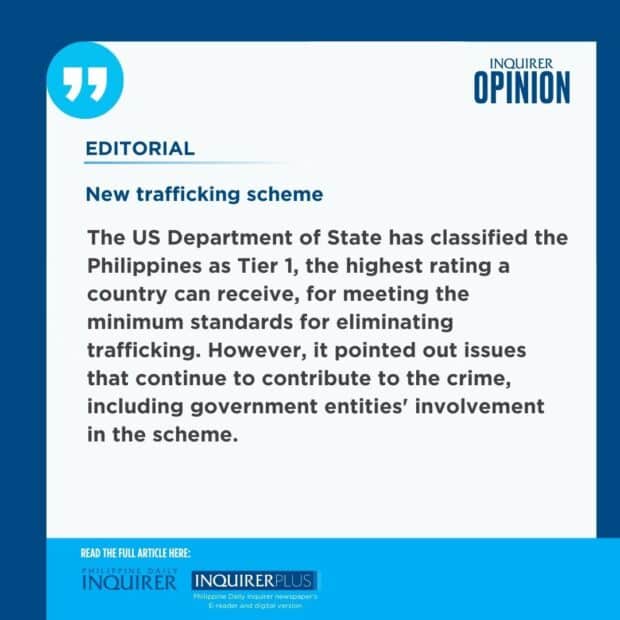 INQUIRER
OPINION
EDITORIAL
New trafficking scheme
The US Department of State has classified the
Philippines as Tier 1, the highest rating a
country can receive, for meeting the
minimum standards for eliminating
trafficking. However, it pointed out issues
that continue to contribute to the crime,
including government entities' involvement
in the scheme.
READ THE FULL ARTICLE HERE:
PHILIPPINE DAILY
INQUIRER
INQUIRERPLUS
Philippine Daily Inquirer newspaper's
E-reader and digital version